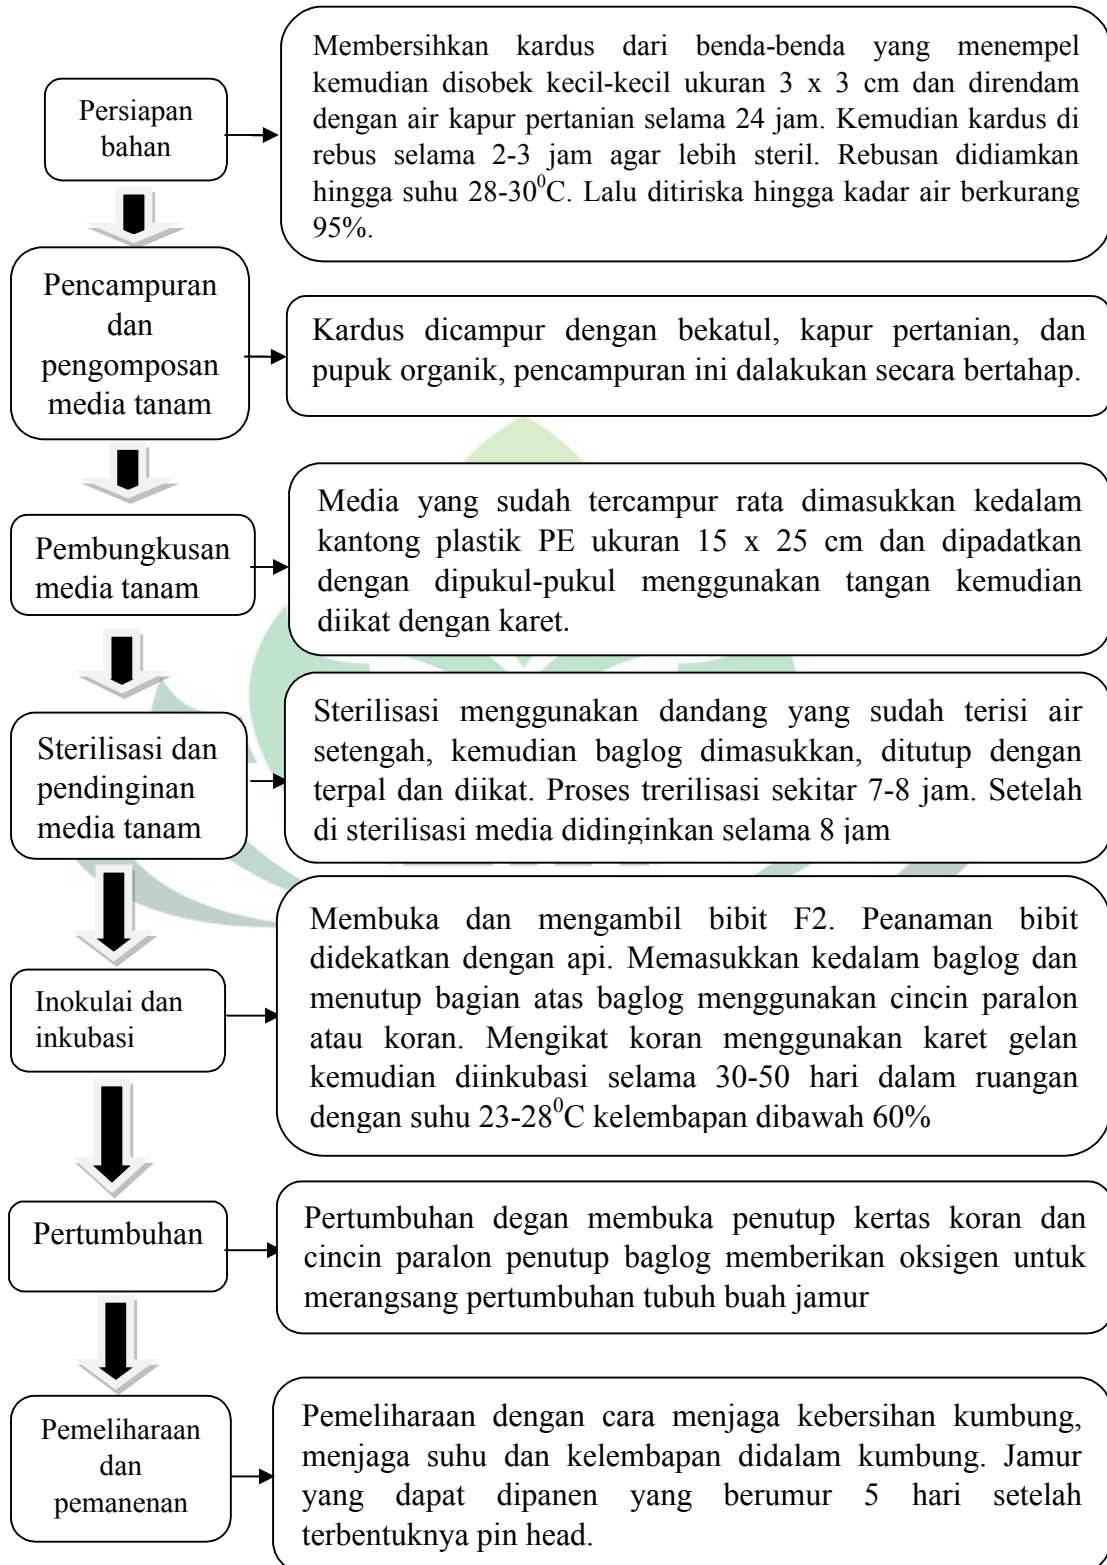 Persiapan
bahan
Membersihkan kardus dari benda-benda yang menempel
kemudian disobek kecil-kecil ukuran 3 x 3 cm dan direndam
dengan air kapur pertanian selama 24 jam. Kemudian kardus di
rebus selama 2-3 jam agar lebih steril. Rebusan didiamkan
hingga suhu 28-30⁰C. Lalu ditiriska hingga kadar air berkurang
95%.
Pencampuran
dan
pengomposan
media tanam
Kardus dicampur dengan bekatul, kapur pertanian, dan
pupuk organik, pencampuran ini dalakukan secara bertahap.
Pembungkusan
media tanam
Media yang sudah tercampur rata dimasukkan kedalam
kantong plastik PE ukuran 15 x 25 cm dan dipadatkan
dengan dipukul-pukul menggunakan tangan kemudian
diikat dengan karet.
Sterilisasi dan
pendinginan
media tanam
Sterilisasi menggunakan dandang yang sudah terisi air
setengah, kemudian baglog dimasukkan, ditutup dengan
terpal dan diikat. Proses trerilisasi sekitar 7-8 jam. Setelah
di sterilisasi media didinginkan selama 8 jam
Inokulai dan
inkubasi
Membuka dan mengambil bibit F2. Peanaman bibit
didekatkan dengan api. Memasukkan kedalam baglog dan
menutup bagian atas baglog menggunakan cincin paralon
atau koran. Mengikat koran menggunakan karet gelan
kemudian diinkubasi selama 30-50 hari dalam ruangan
dengan suhu 23-28⁰C kelembapan dibawah 60%
Pertumbuhan
Pertumbuhan degan membuka penutup kertas koran dan
cincin paralon penutup baglog memberikan oksigen untuk
merangsang pertumbuhan tubuh buah jamur
Pemeliharaan
dan
pemanenan
Pemeliharaan dengan cara menjaga kebersihan kumbung,
menjaga suhu dan kelembapan didalam kumbung. Jamur
yang dapat dipanen yang berumur 5 hari setelah
terbentuknya pin head.